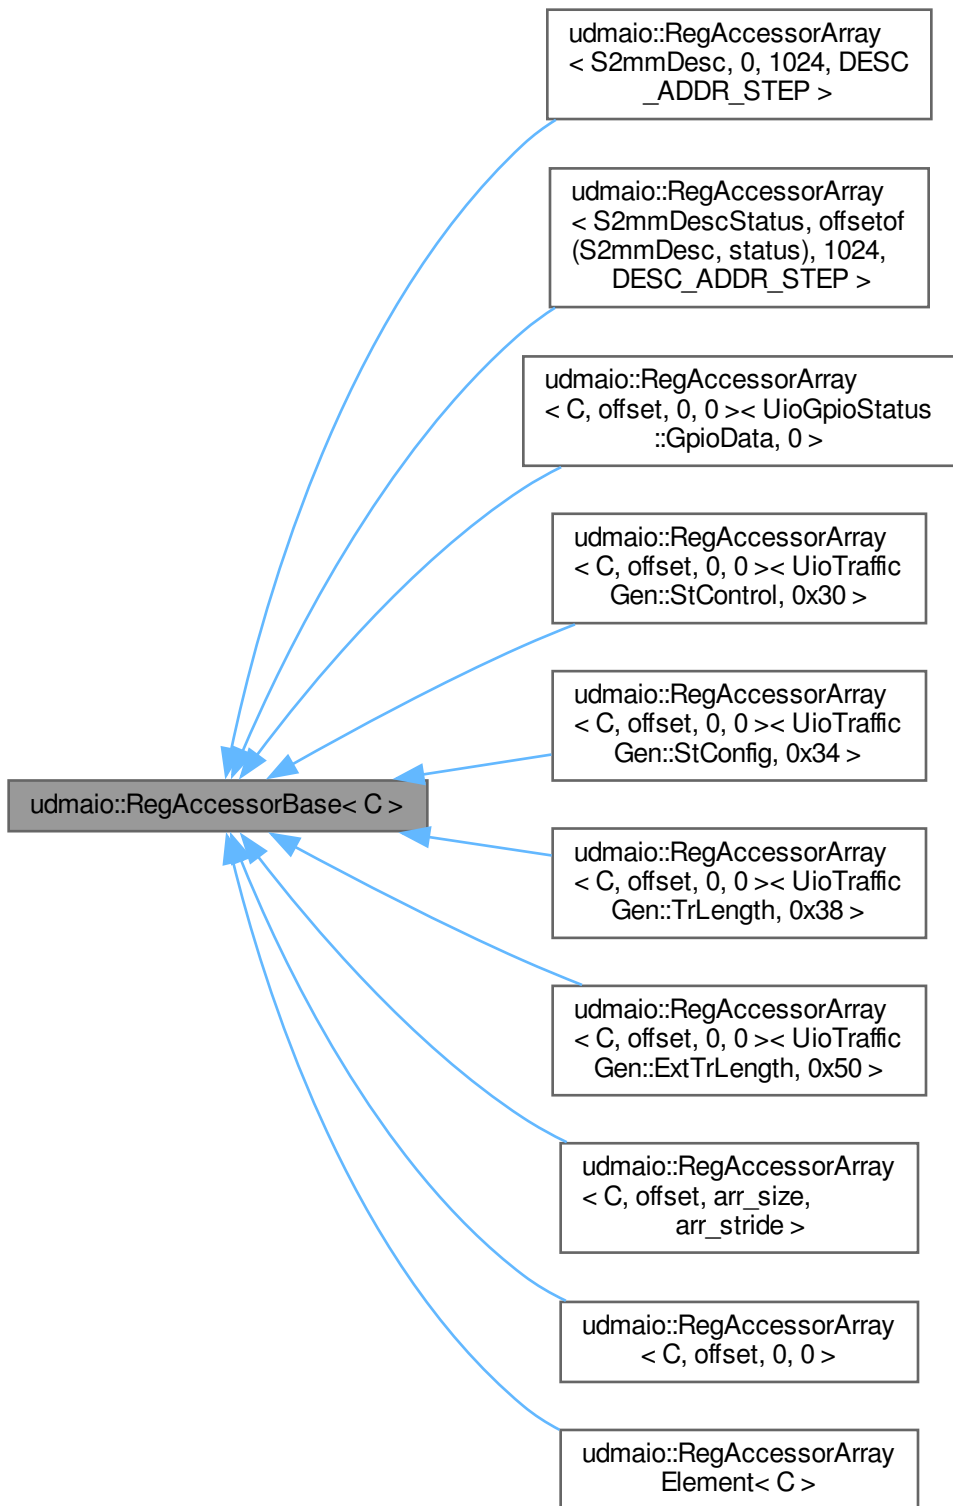 udmaio::RegAccessorArray
< S2mmDesc, 0, 1024, DESC
_ADDR_STEP >
udmaio::RegAccessorArray
< S2mmDescStatus, offsetof
(S2mmDesc, status), 1024,
DESC_ADDR_STEP >
udmaio::RegAccessorArray
< C, offset, 0, 0 >< UioGpioStatus
::GpioData, 0 >
udmaio::RegAccessorArray
< C, offset, 0, 0 >< UioTraffic
Gen::StControl, 0x30 >
udmaio::RegAccessorArray
< C, offset, 0, 0 >< UioTraffic
Gen::StConfig, 0x34 >
udmaio::RegAccessorBase< C >
udmaio::RegAccessorArray
< C, offset, 0, 0 >< UioTraffic
Gen::TrLength, 0x38 >
udmaio::RegAccessorArray
< C, offset, 0, 0 >< UioTraffic
Gen::ExtTrLength, 0x50 >
udmaio::RegAccessorArray
< C, offset, arr_size,
arr_stride >
udmaio::RegAccessorArray
< C, offset, 0, 0 >
udmaio::RegAccessorArray
Element< C >